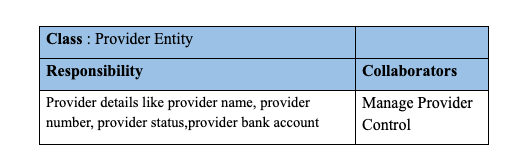 Class : Provider Entity
Responsibility Collaborators
Provider details like provider name, provider
number, provider status,provider bank account
Manage Provider
Control